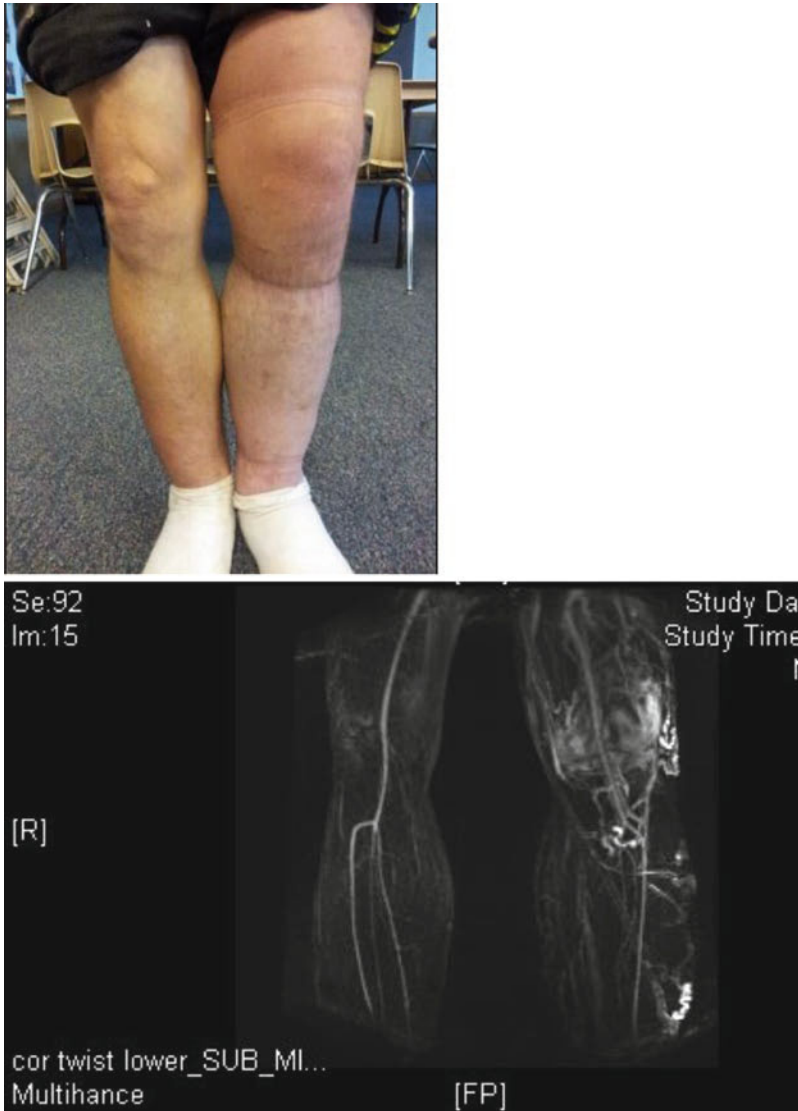 Se:92
Im:15
Study Da
Study Time
[R]
cor twist lower_SUB_MI...
Multihance
[FP]